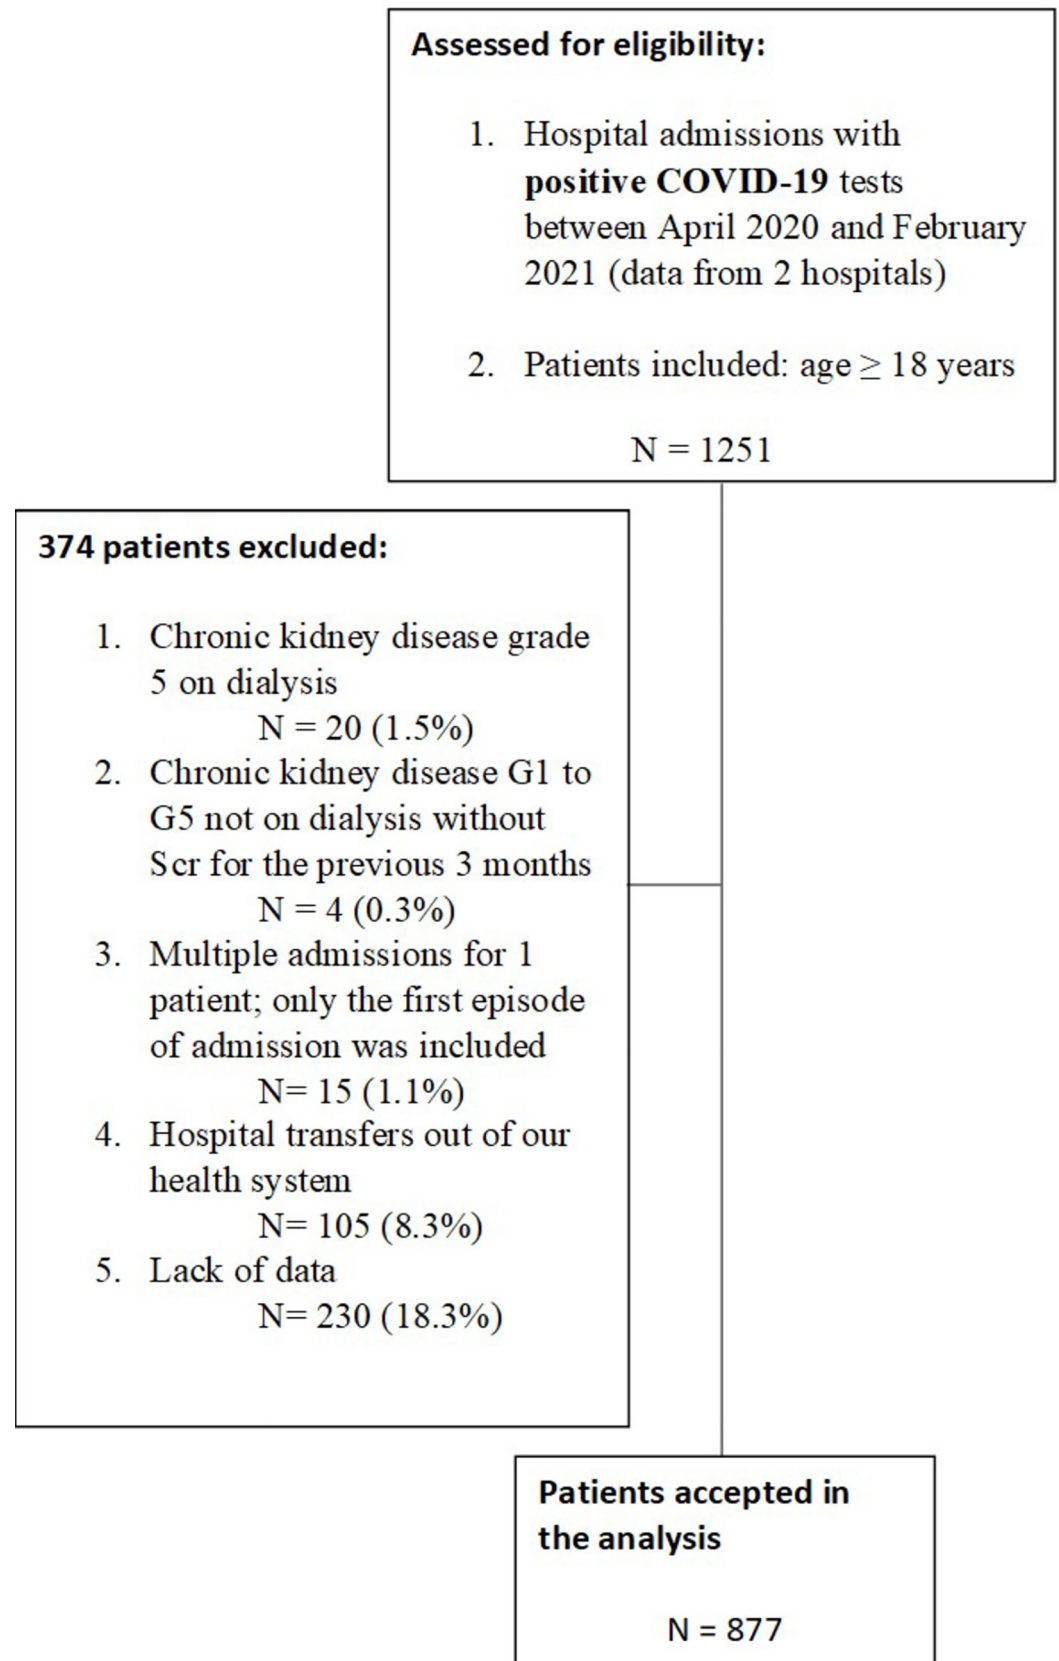 Assessed for eligibility:
1. Hospital admissions with
positive COVID-19 tests
between April 2020 and February
2021 (data from 2 hospitals)
2. Patients included: age ≥ 18 years
N = 1251
374 patients excluded:
1. Chronic kidney disease grade
5 on dialysis
N = 20 (1.5%)
2. Chronic kidney disease G1 to
G5 not on dialysis without
Scr for the previous 3 months
N = 4 (0.3%)
3. Multiple admissions for 1
patient; only the first episode
of admission was included
N= 15 (1.1%)
4. Hospital transfers out of our
health system
N= 105 (8.3%)
5. Lack of data
N= 230 (18.3%)
Patients accepted in
the analysis
N = 877